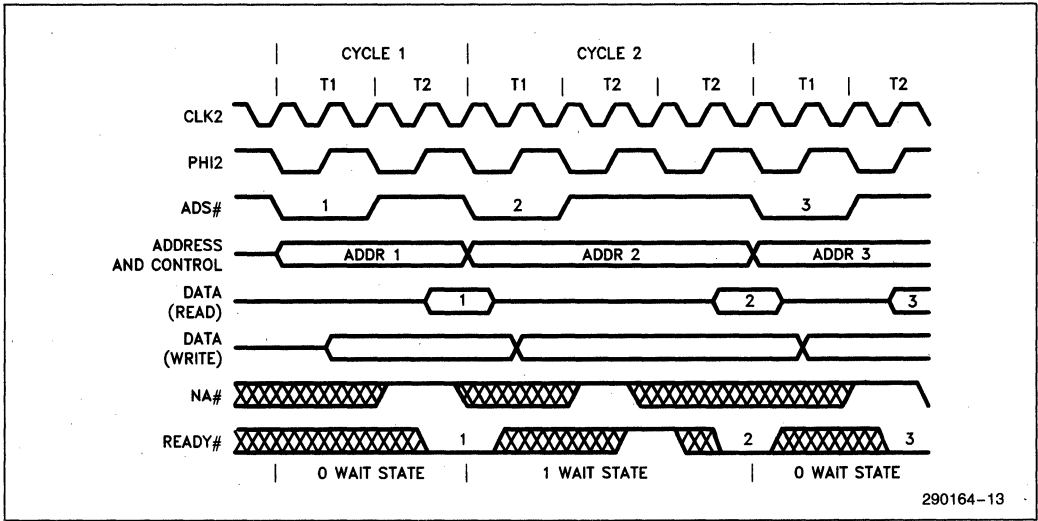 CYCLE 1 CYCLE 2
T1 T2 T1 T2 T2 T1 T2
CLK2
PHI2
ADS# 1 2 3
ADDRESS
AND CONTROL ADDR 1 ADDR 2 ADDR 3
DATA
(READ) 1 2 3
DATA
(WRITE)
NA#
READY# 1 2 3
0 WAIT STATE 1 WAIT STATE 0 WAIT STATE
290164-13